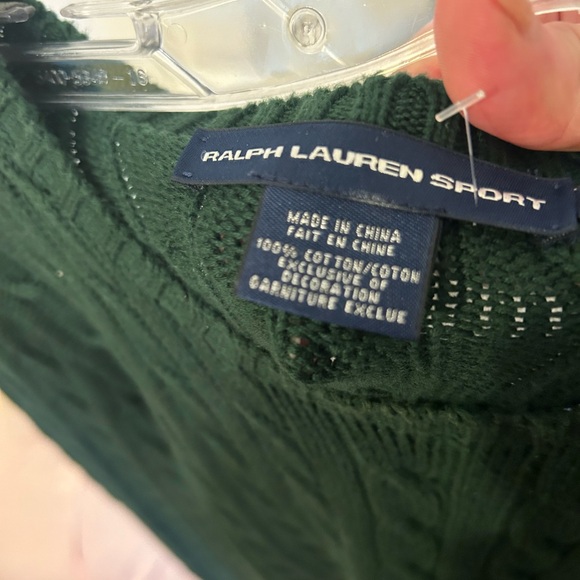 RALPH LAUREN SPORT
MADE IN CHINA
FAIT EN CHINE
100% COTTON/COTON
EXCLUSIVE OF
DECORATION
GARNITURE EXCLUE